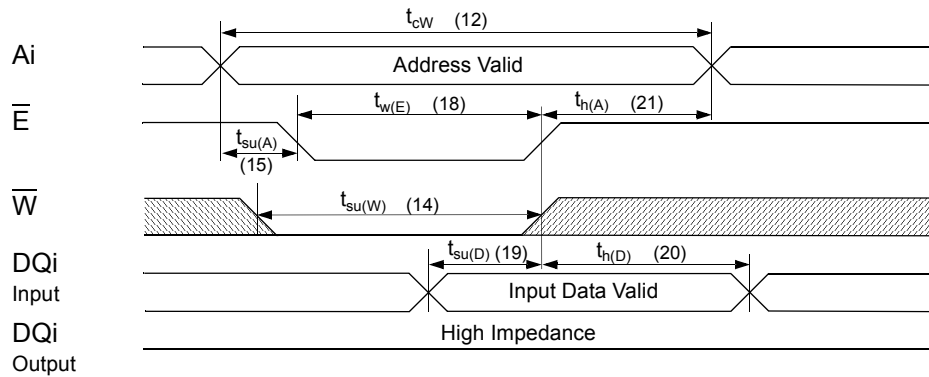 t_cW (12)
Ai
Address Valid
t_w(E) (18) t_h(A) (21)
E̅
t_su(A)
(15)
W̅
t_su(W) (14)
DQi
Input
t_su(D) (19) t_h(D) (20)
Input Data Valid
DQi
Output
High Impedance